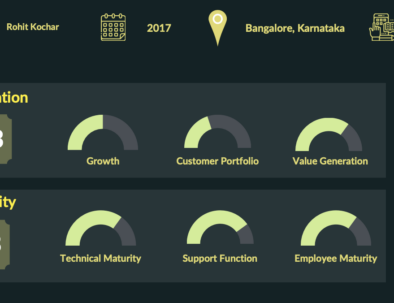 Rohit Kochar
2017
Bangalore, Karnataka
Growth
Customer Portfolio
Value Generation
Technical Maturity
Support Function
Employee Maturity